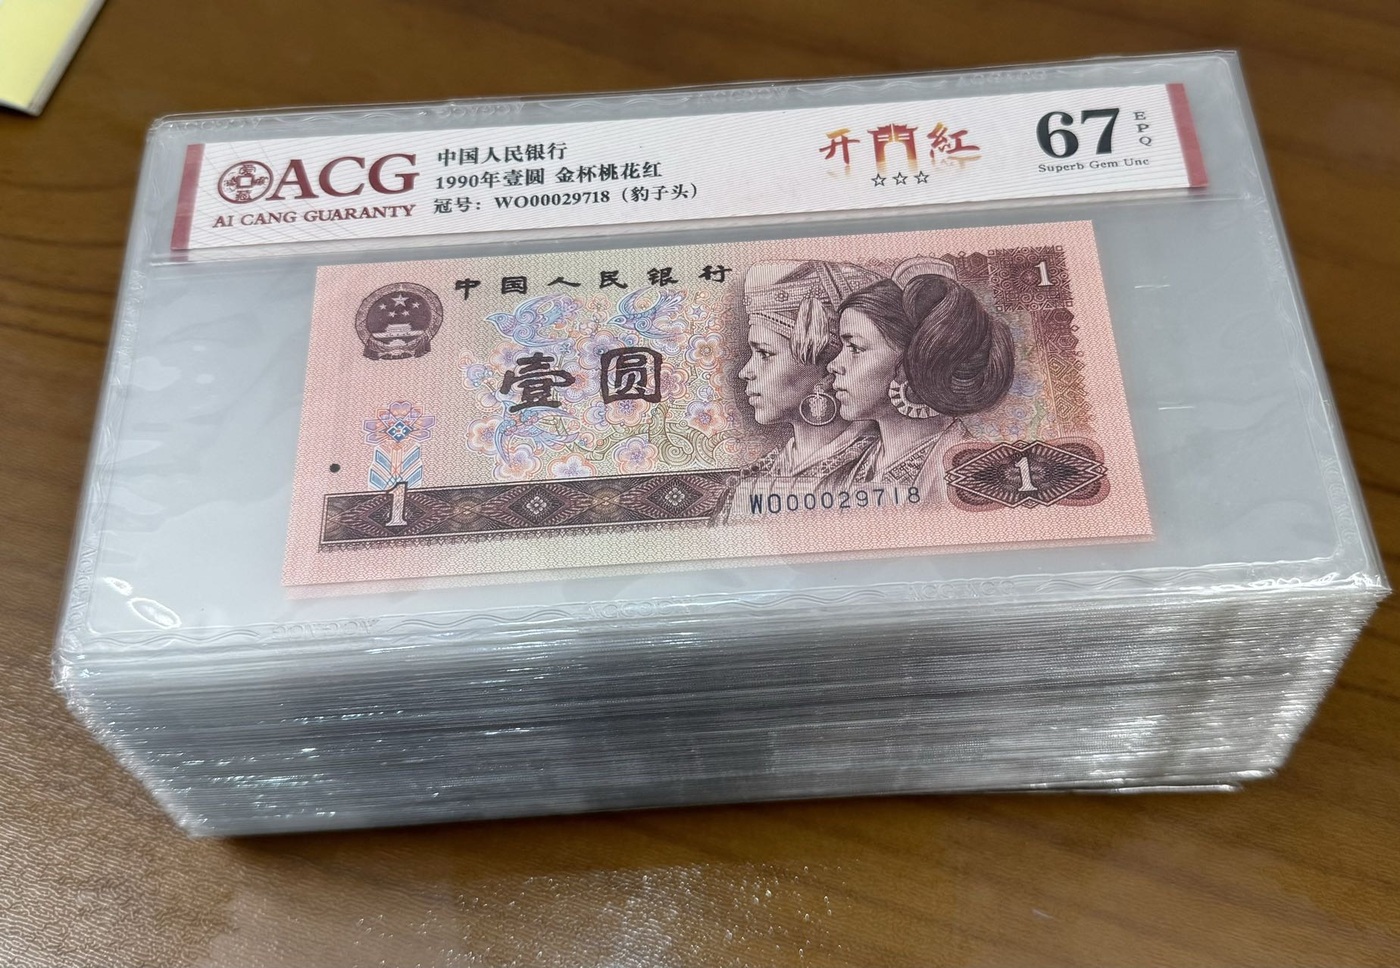 ACG
AI CANG GUARANTY
中国人民银行
1990年壹圆 金杯桃花红
冠号：WO00029718（豹子头）
开門紅
☆☆☆
67
EPQ
Superb Gem Unc
中国人民银行
1
壹圆
1
WO00029718
1